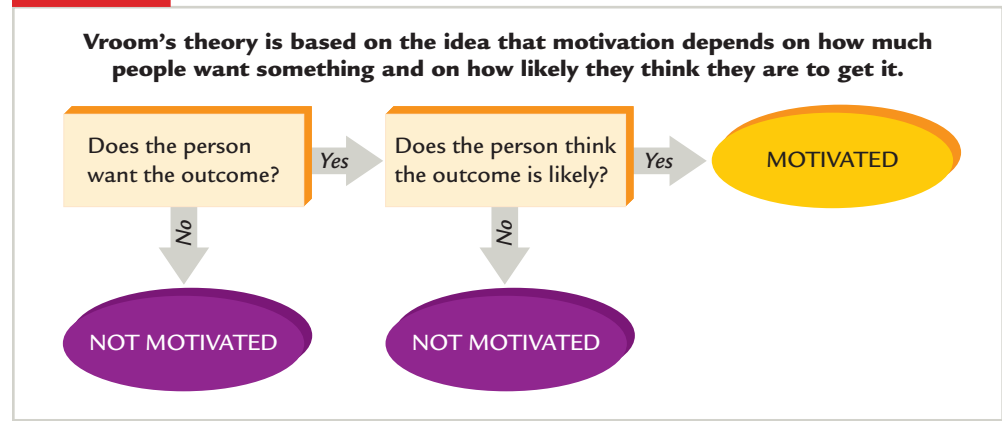 Vroom's theory is based on the idea that motivation depends on how much
people want something and on how likely they think they are to get it.
Does the person
want the outcome?
Yes
Does the person think
the outcome is likely?
Yes
MOTIVATED
No
No
NOT MOTIVATED
NOT MOTIVATED